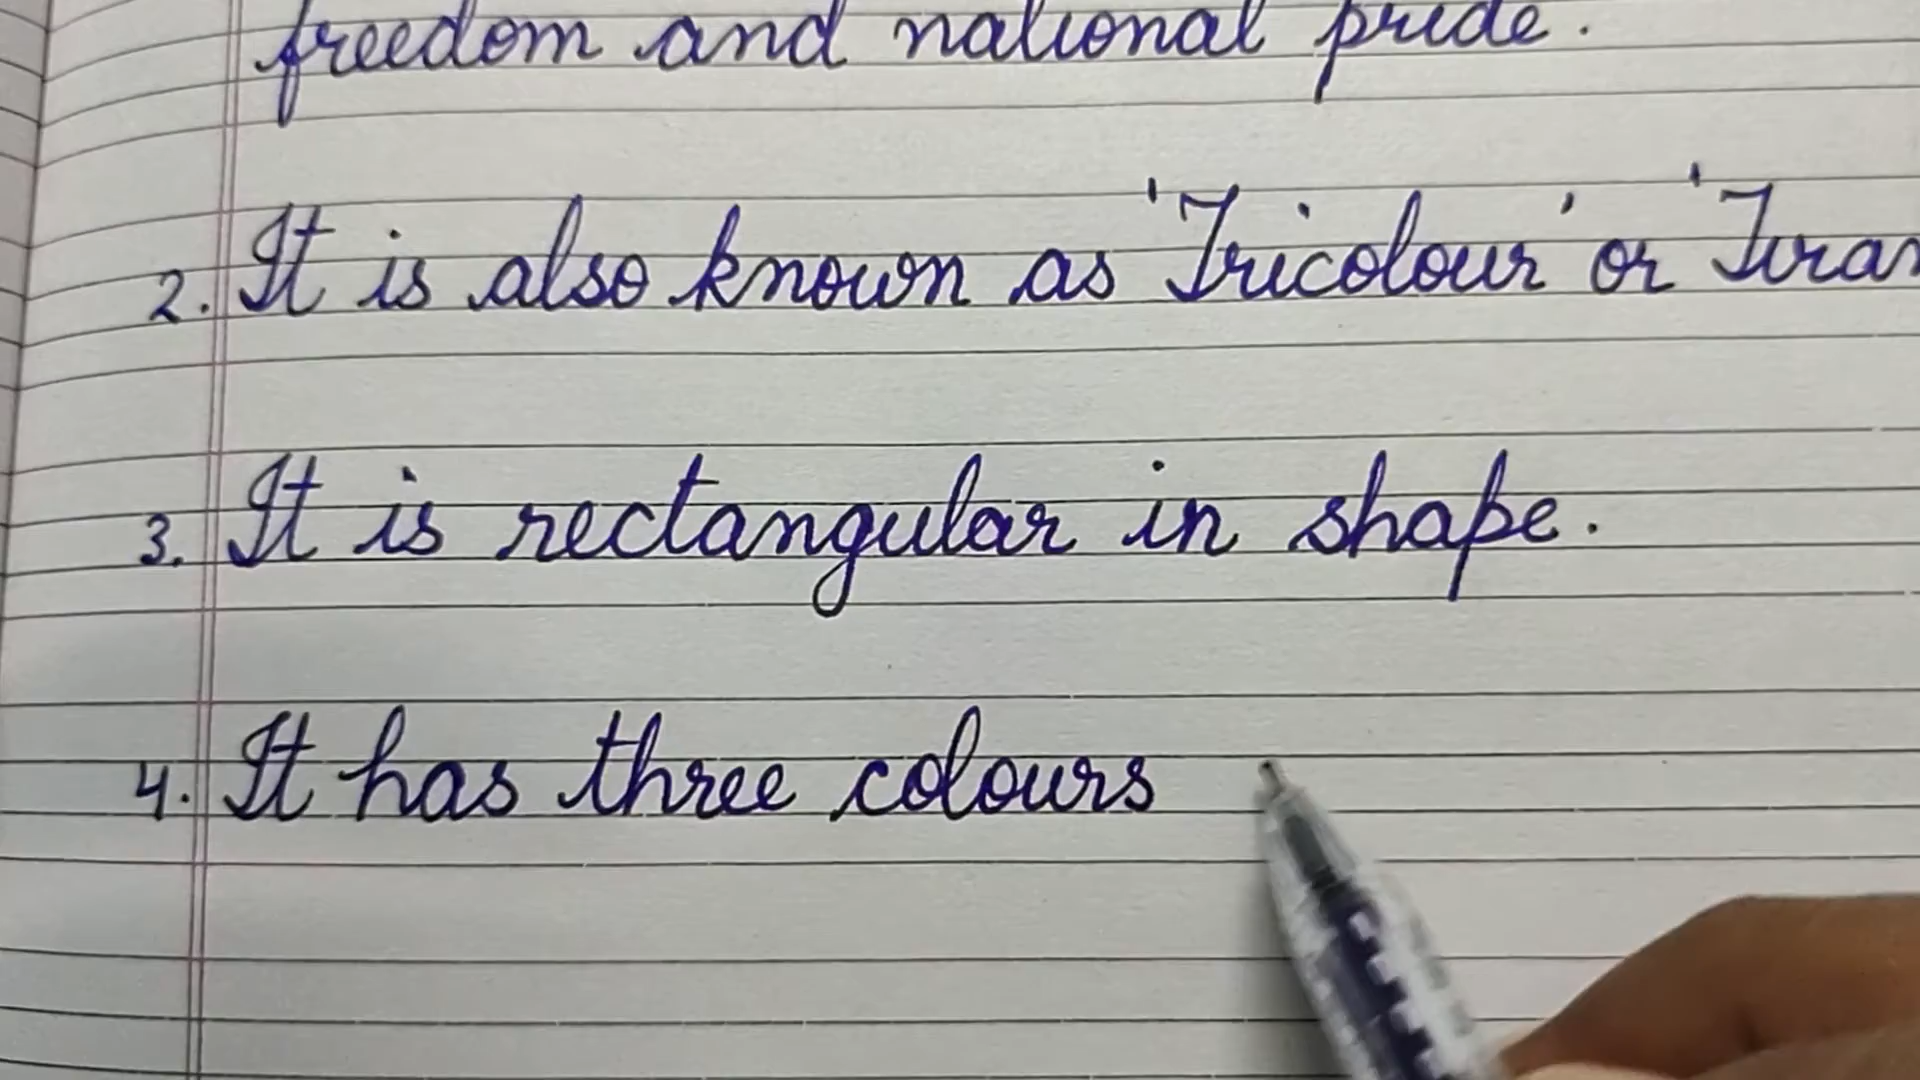 freedom and national pride.
2. It is also known as 'Tricolour' or
3. It is rectangular in shape.
4. It has three colours